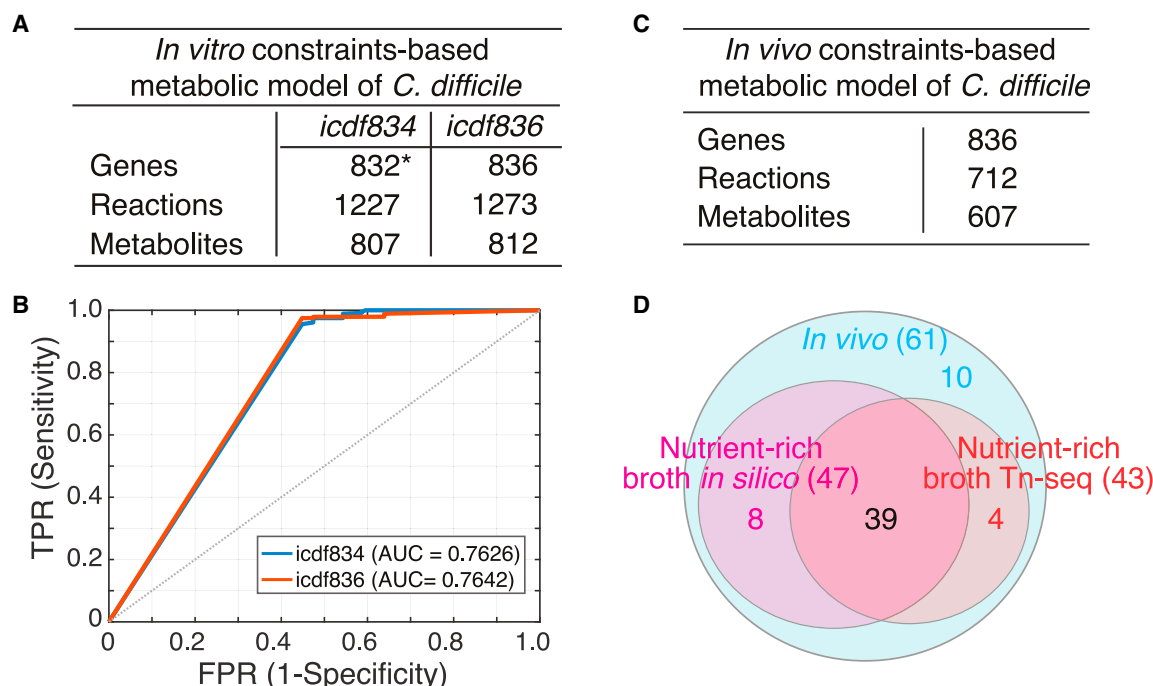 A
In vitro constraints-based
metabolic model of C. difficile
icdf834 icdf836
Genes 832* 836
Reactions 1227 1273
Metabolites 807 812
C
In vivo constraints-based
metabolic model of C. difficile
Genes 836
Reactions 712
Metabolites 607
B
TPR (Sensitivity)
1.0
0.8
0.6
0.4
0.2
0
0 0.2 0.4 0.6 0.8 1.0
FPR (1-Specificity)
icdf834 (AUC = 0.7626)
icdf836 (AUC= 0.7642)
D
In vivo (61)
10
Nutrient-rich
broth in silico (47)
8
39
Nutrient-rich
broth Tn-seq (43)
4